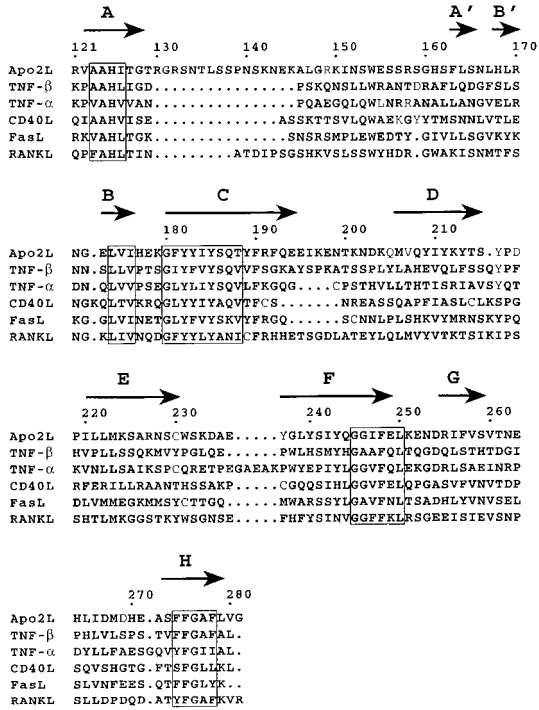 A A' B'
121 130 140 150 160 170
Apo2L RVAAHITGTRGRSNTLSSPNSKNEKALGRKINSWESSRSGHSFLSNLHLR
TNF-β KPAAHLIGD...............PSKQNSLLWRANTDRAFLQDGFSLS
TNF-α KPVAHVVAN...............PQAEGQLQWLNRRANALLANGVELR
CD40L QIAAHVISE.............ASSKTTSVLQWAEKGYYTMSNNLVTLE
FasL RKVAHLTGK..............SNSRSMPLEWEDTY.GIVLLSGVKYK
RANKL QPFAHLTIN........ATDIPSGSHKVSLSSWYHDR.GWAKISNMTFS
B C D
180 190 200 210
Apo2L NG.ELVIHEKGFYYIYSQTYFRFQEEIKENTKNDKQMVQYIYKYTS.YPD
TNF-β NN.SLLVPTSGIYFVYSQVVFSGKAYSPKATSSPLYLAHEVQLFSSQYPF
TNF-α DN.QLVVPSEGLYLIYSQVLFKGQG....CPSTHVLLTHTISRIAVSYQT
CD40L NGKQLTVKRQGLYYIYAQVTFCS......NREASSQAPFIASLCLKSPG
FasL KG.GLVINETGLYFVYSKVYFRGQ.....SCNNLPLSHKVYMRNSKYPQ
RANKL NG.KLIVNQDGFYYLYANICFRHHETSGDLATEYLQLMVYVTKTSIKIPS
E F G
220 230 240 250 260
Apo2L PILLMKSARNSCWSKDAE.....YGLYSIYQGGIFELKENDRIFVSVTNE
TNF-β HVPLLSSQKMVYPGLQE......PWLHSMYHGAAFQLTQGDQLSTHTDGI
TNF-α KVNLLSAIKSPCQRETPEGAEAKPWYEPIYLGGVFQLEKGDRLSAEINRP
CD40L RFERILLRAANTHSSAKP.....CGQQSIHLGGVFELQPGASVFVNVTDP
FasL DLVMMEGKMMSYCTTGQ......MWARSSYLGAVFNLTSADHLYVNVSEL
RANKL SHTLMKGGSTKYWSGNSE.....FHFYSINVGGFFKLRSGEEISIEVSNP
H
270 280
Apo2L HLIDMDHE.ASFFGAFLVG
TNF-β PHLVLSPS.TVFFGAFAL.
TNF-α DYLLFAESGQVYFGIIAL.
CD40L SQVSHGTG.FTSFGLLKL.
FasL SLVNFEES.QTFFGLYK..
RANKL SLLDPDQD.ATYFGAFKVR